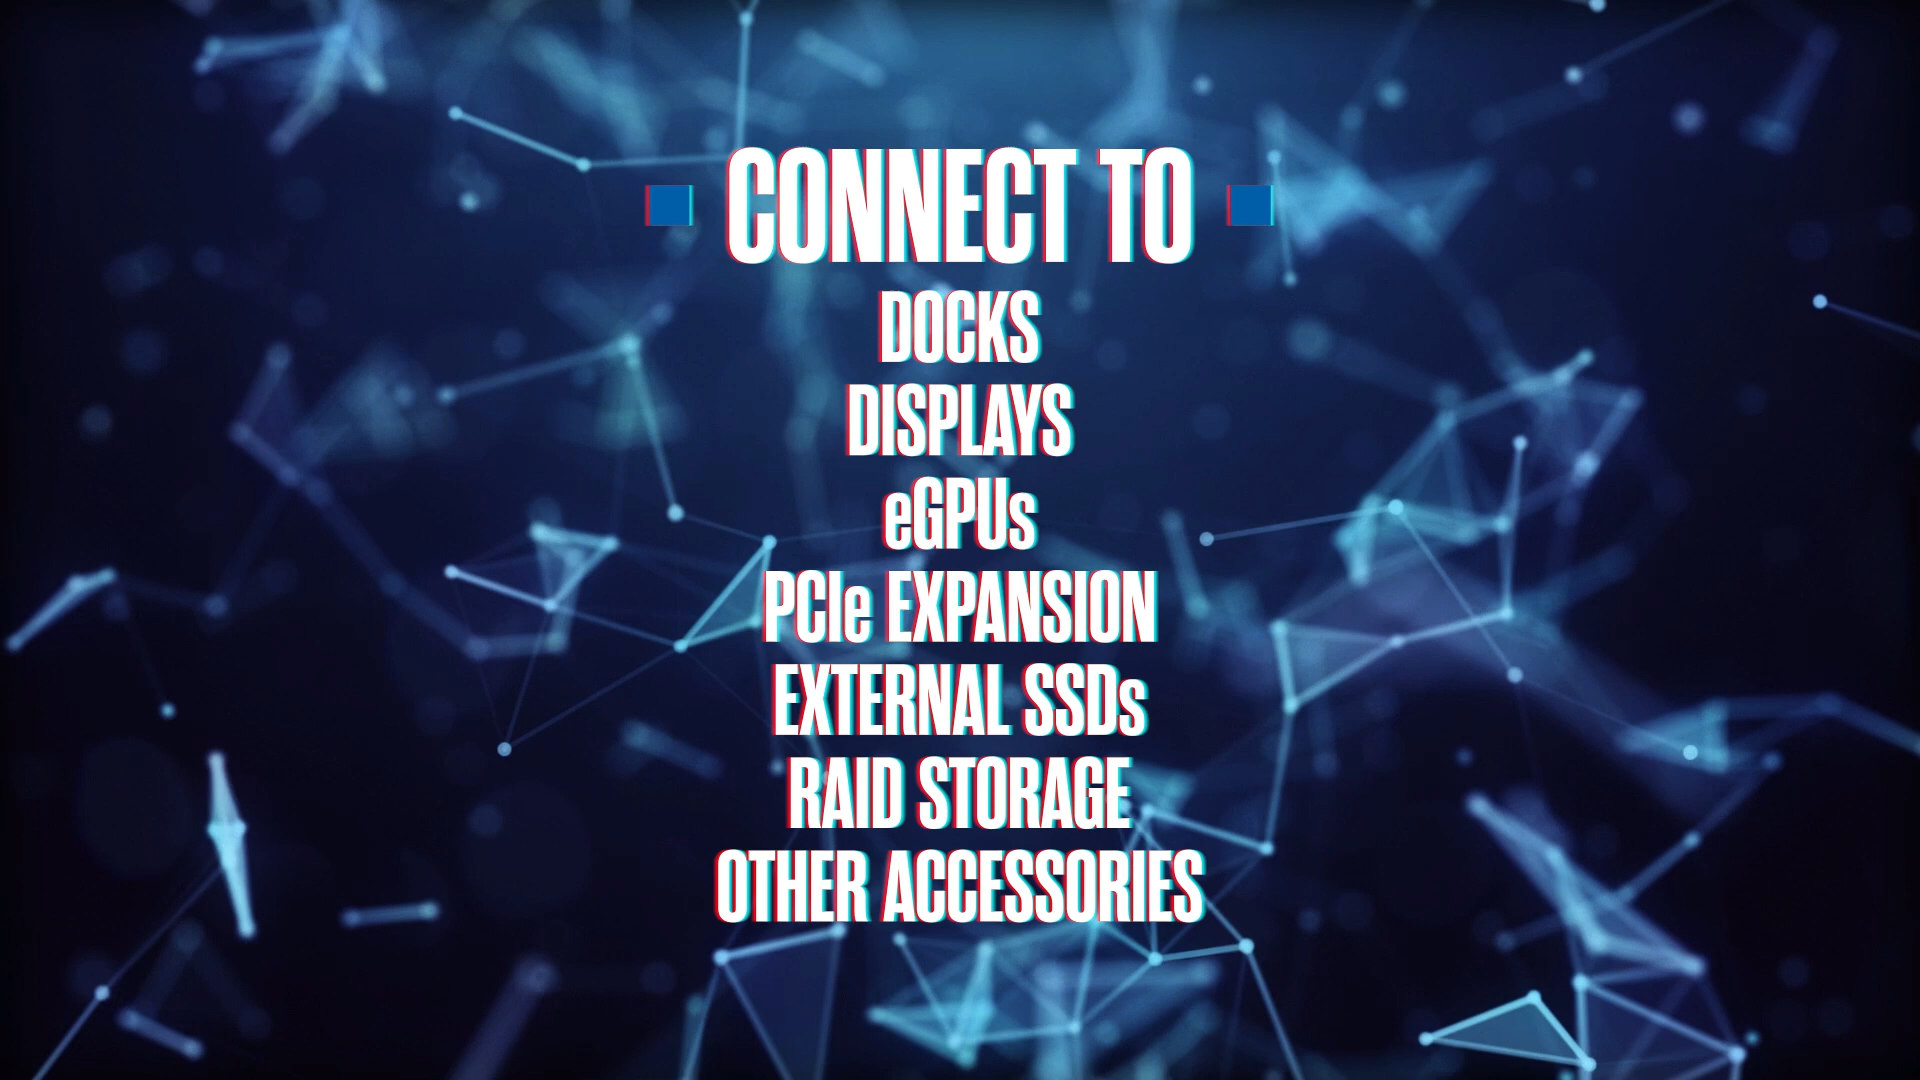 CONNECT TO
DOCKS
DISPLAYS
eGPUs
PCIe EXPANSION
EXTERNAL SSDs
RAID STORAGE
OTHER ACCESSORIES